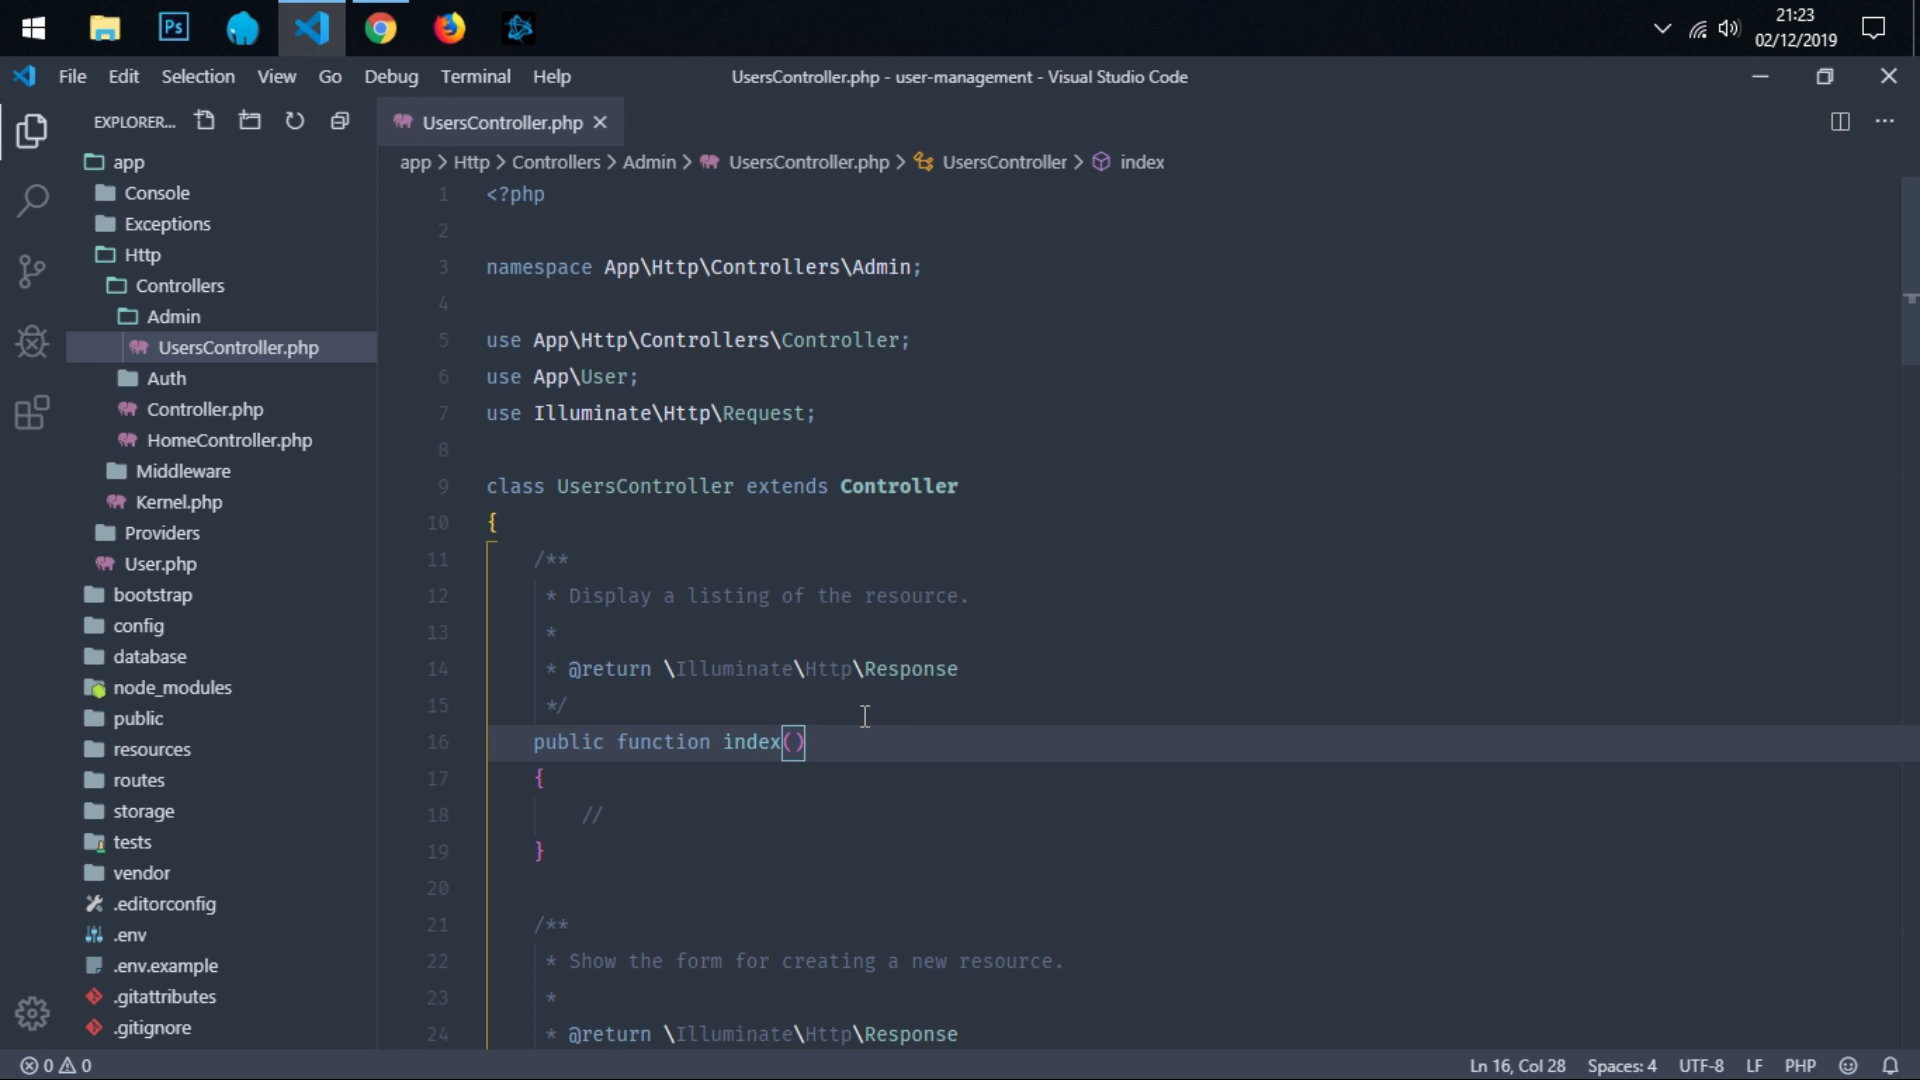 Ps
21:23
02/12/2019
File Edit Selection View Go Debug Terminal Help
UsersController.php - user-management - Visual Studio Code
EXPLORER...
UsersController.php
app > Http > Controllers > Admin > UsersController.php > UsersController > index
app
Console
Exceptions
Http
Controllers
Admin
UsersController.php
Auth
Controller.php
HomeController.php
Middleware
Kernel.php
Providers
User.php
bootstrap
config
database
node_modules
public
resources
routes
storage
tests
vendor
.editorconfig
.env
.env.example
.gitattributes
.gitignore
1 <?php
2
3 namespace App\Http\Controllers\Admin;
4
5 use App\Http\Controllers\Controller;
6 use App\User;
7 use Illuminate\Http\Request;
8
9 class UsersController extends Controller
10 {
11 /**
12 * Display a listing of the resource.
13 *
14 * @return \Illuminate\Http\Response
15 */
16 public function index()
17 {
18 //
19 }
20
21 /**
22 * Show the form for creating a new resource.
23 *
24 * @return \Illuminate\Http\Response
0 0
Ln 16, Col 28 Spaces: 4 UTF-8 LF PHP